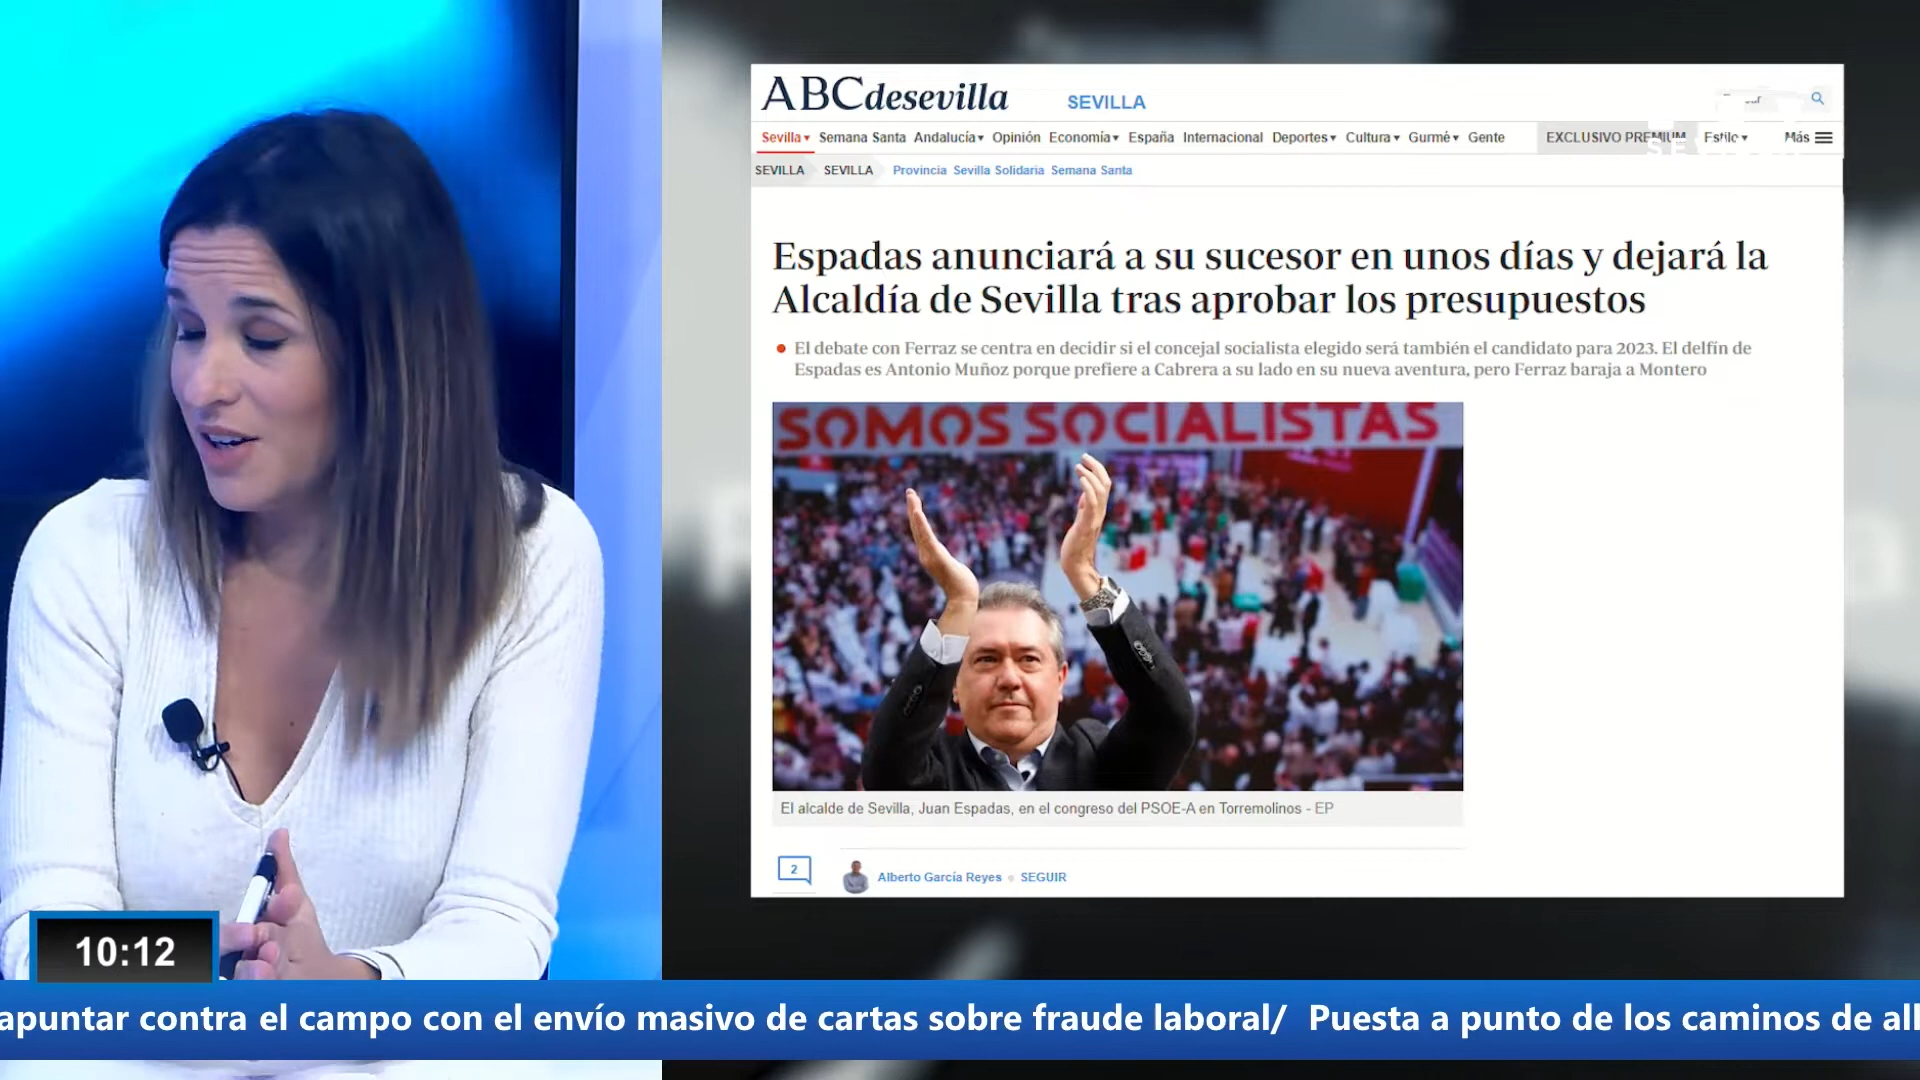 ABCdesevilla
SEVILLA
Sevilla Semana Santa Andalucía Opinión Economía España Internacional Deportes Cultura Gurmé Gente EXCLUSIVO PREMIUM Estilo Más
SEVILLA SEVILLA Provincia Sevilla Solidaria Semana Santa
Espadas anunciará a su sucesor en unos días y dejará la
Alcaldía de Sevilla tras aprobar los presupuestos
El debate con Ferraz se centra en decidir si el concejal socialista elegido será también el candidato para 2023. El delfín de
Espadas es Antonio Muñoz porque prefiere a Cabrera a su lado en su nueva aventura, pero Ferraz baraja a Montero
SOMOS SOCIALISTAS
El alcalde de Sevilla, Juan Espadas, en el congreso del PSOE-A en Torremolinos - EP
2
Alberto García Reyes SEGUIR
10:12
apuntar contra el campo con el envío masivo de cartas sobre fraude laboral/ Puesta a punto de los caminos de